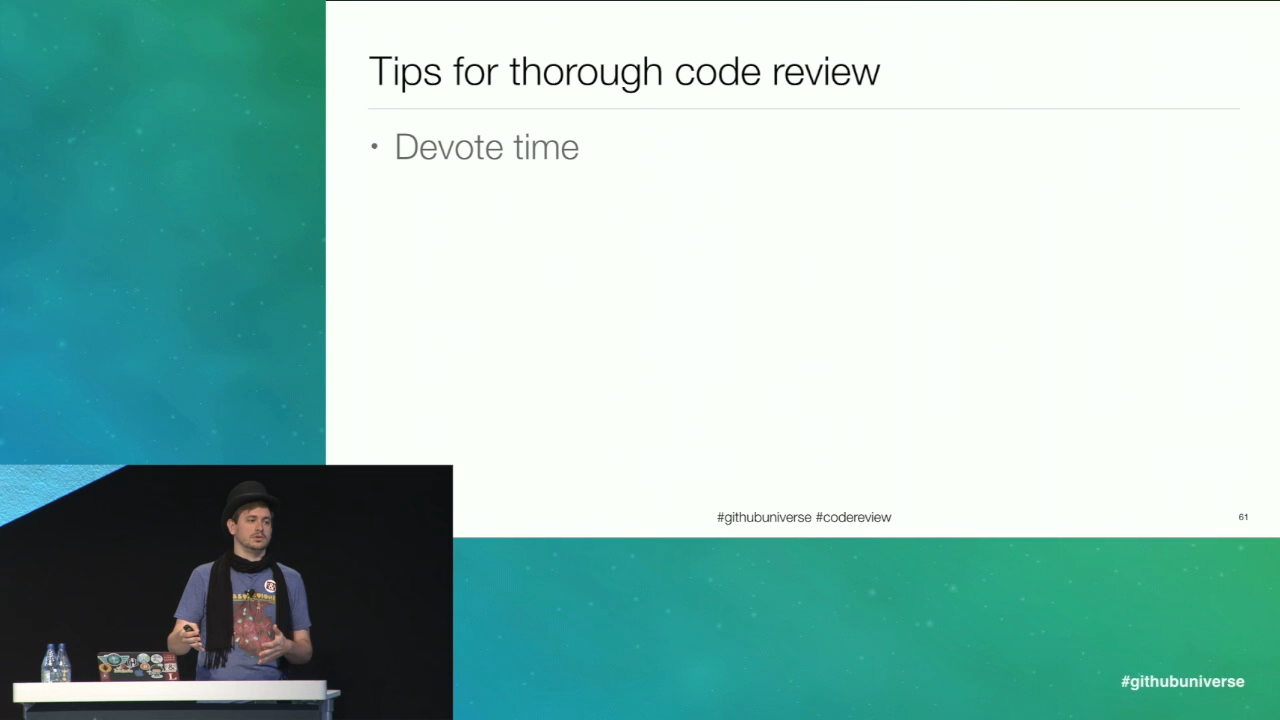 Tips for thorough code review
• Devote time
#githubuniverse #codereview
61
#githubuniverse